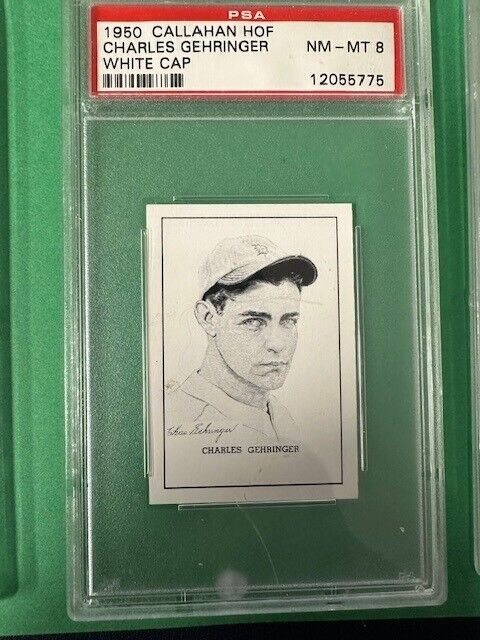 PSA
1950 CALLAHAN HOF
CHARLES GEHRINGER NM-MT 8
WHITE CAP
12055775
Chas Gehringer
CHARLES GEHRINGER